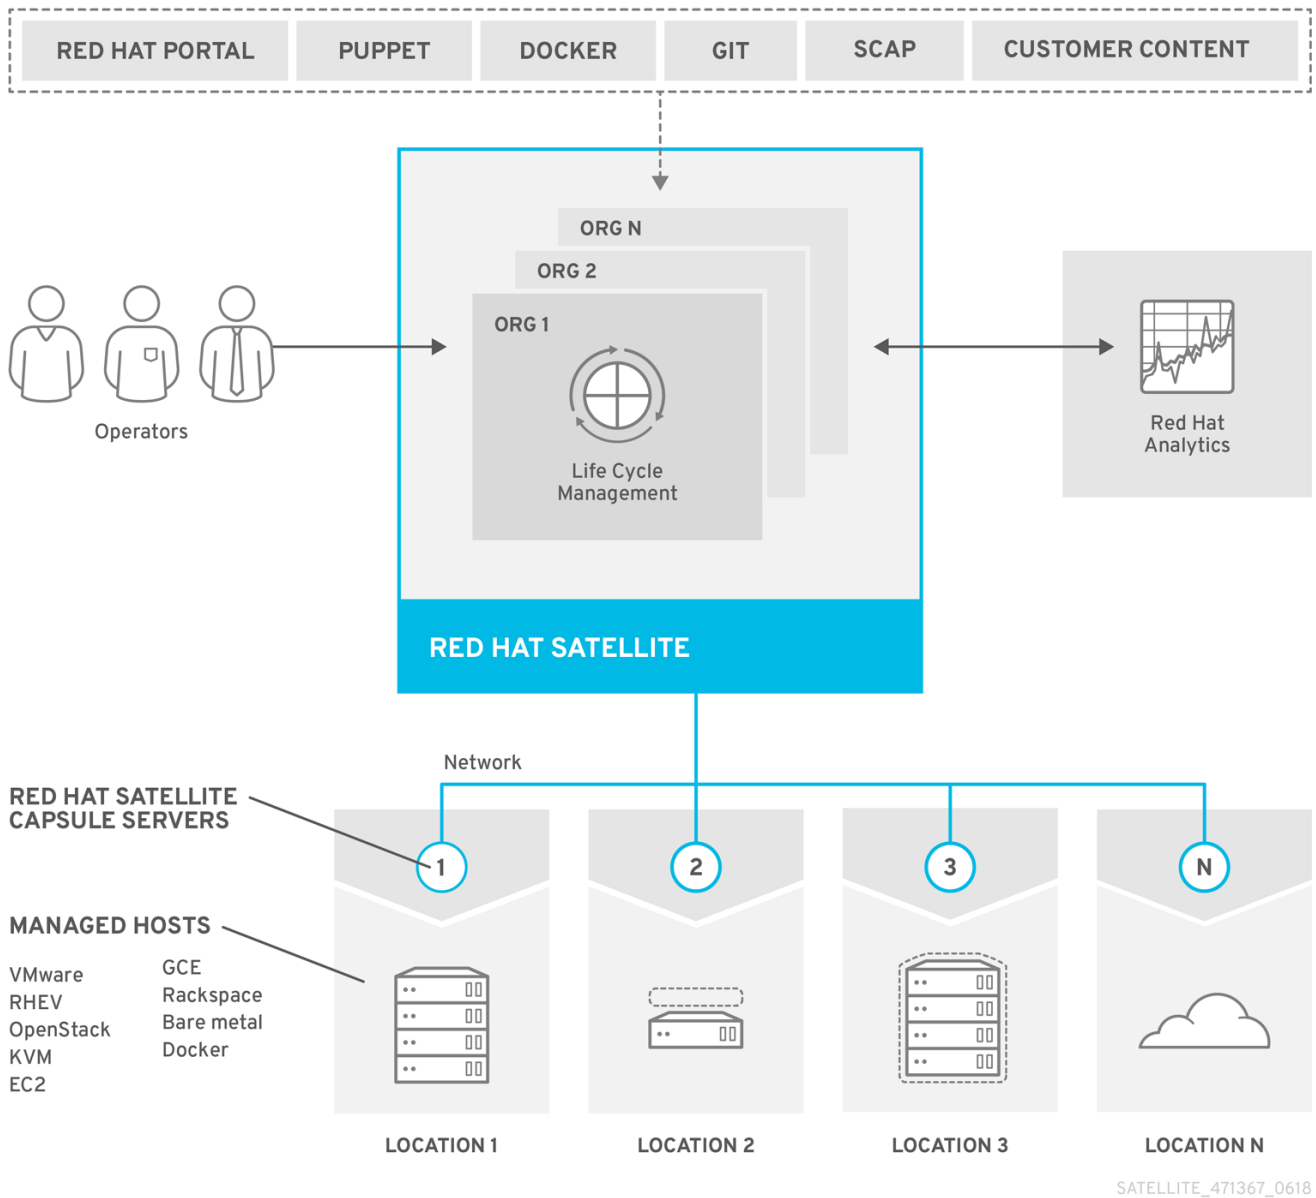 RED HAT PORTAL
PUPPET
DOCKER
GIT
SCAP
CUSTOMER CONTENT
ORG N
ORG 2
ORG 1
Life Cycle
Management
Operators
Red Hat
Analytics
RED HAT SATELLITE
Network
RED HAT SATELLITE
CAPSULE SERVERS
1
2
3
N
MANAGED HOSTS
VMware
RHEV
OpenStack
KVM
EC2
GCE
Rackspace
Bare metal
Docker
LOCATION 1
LOCATION 2
LOCATION 3
LOCATION N
SATELLITE_471367_0618